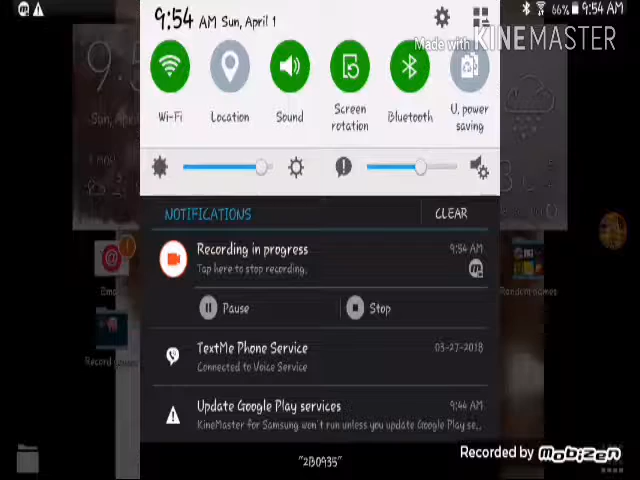 9:54 AM Sun, April 1
66% 9:54 AM
Made with KINEMASTER
Wi-Fi
Location
Sound
Screen rotation
Bluetooth
U. power saving
NOTIFICATIONS
CLEAR
Recording in progress
9:54 AM
Tap here to stop recording.
Pause
Stop
TextMe Phone Service
03-27-2018
Connected to Voice Service
Update Google Play services
9:44 AM
KineMaster for Samsung won't run unless you update Google Play se...
"2B0935"
Random names
Recorded by MOBIZEN